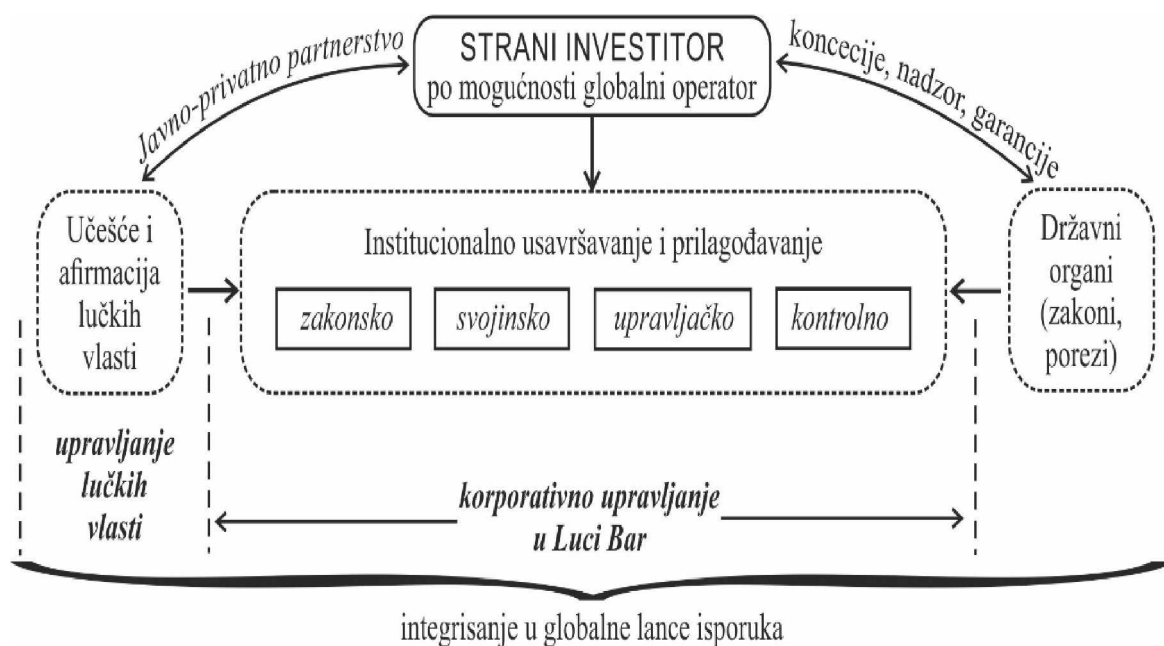 STRANI INVESTITOR
po mogućnosti globalni operator
Javno-privatno partnerstvo
koncecije, nadzor, garancije
Učešće i
afirmacija
lučkih
vlasti
Institucionalno usavršavanje i prilagođavanje
zakonsko
svojinsko
upravljačko
kontrolno
Državni
organi
(zakoni,
porezi)
upravljanje
lučkih
vlasti
korporativno upravljanje
u Luci Bar
integrisanje u globalne lance isporuka